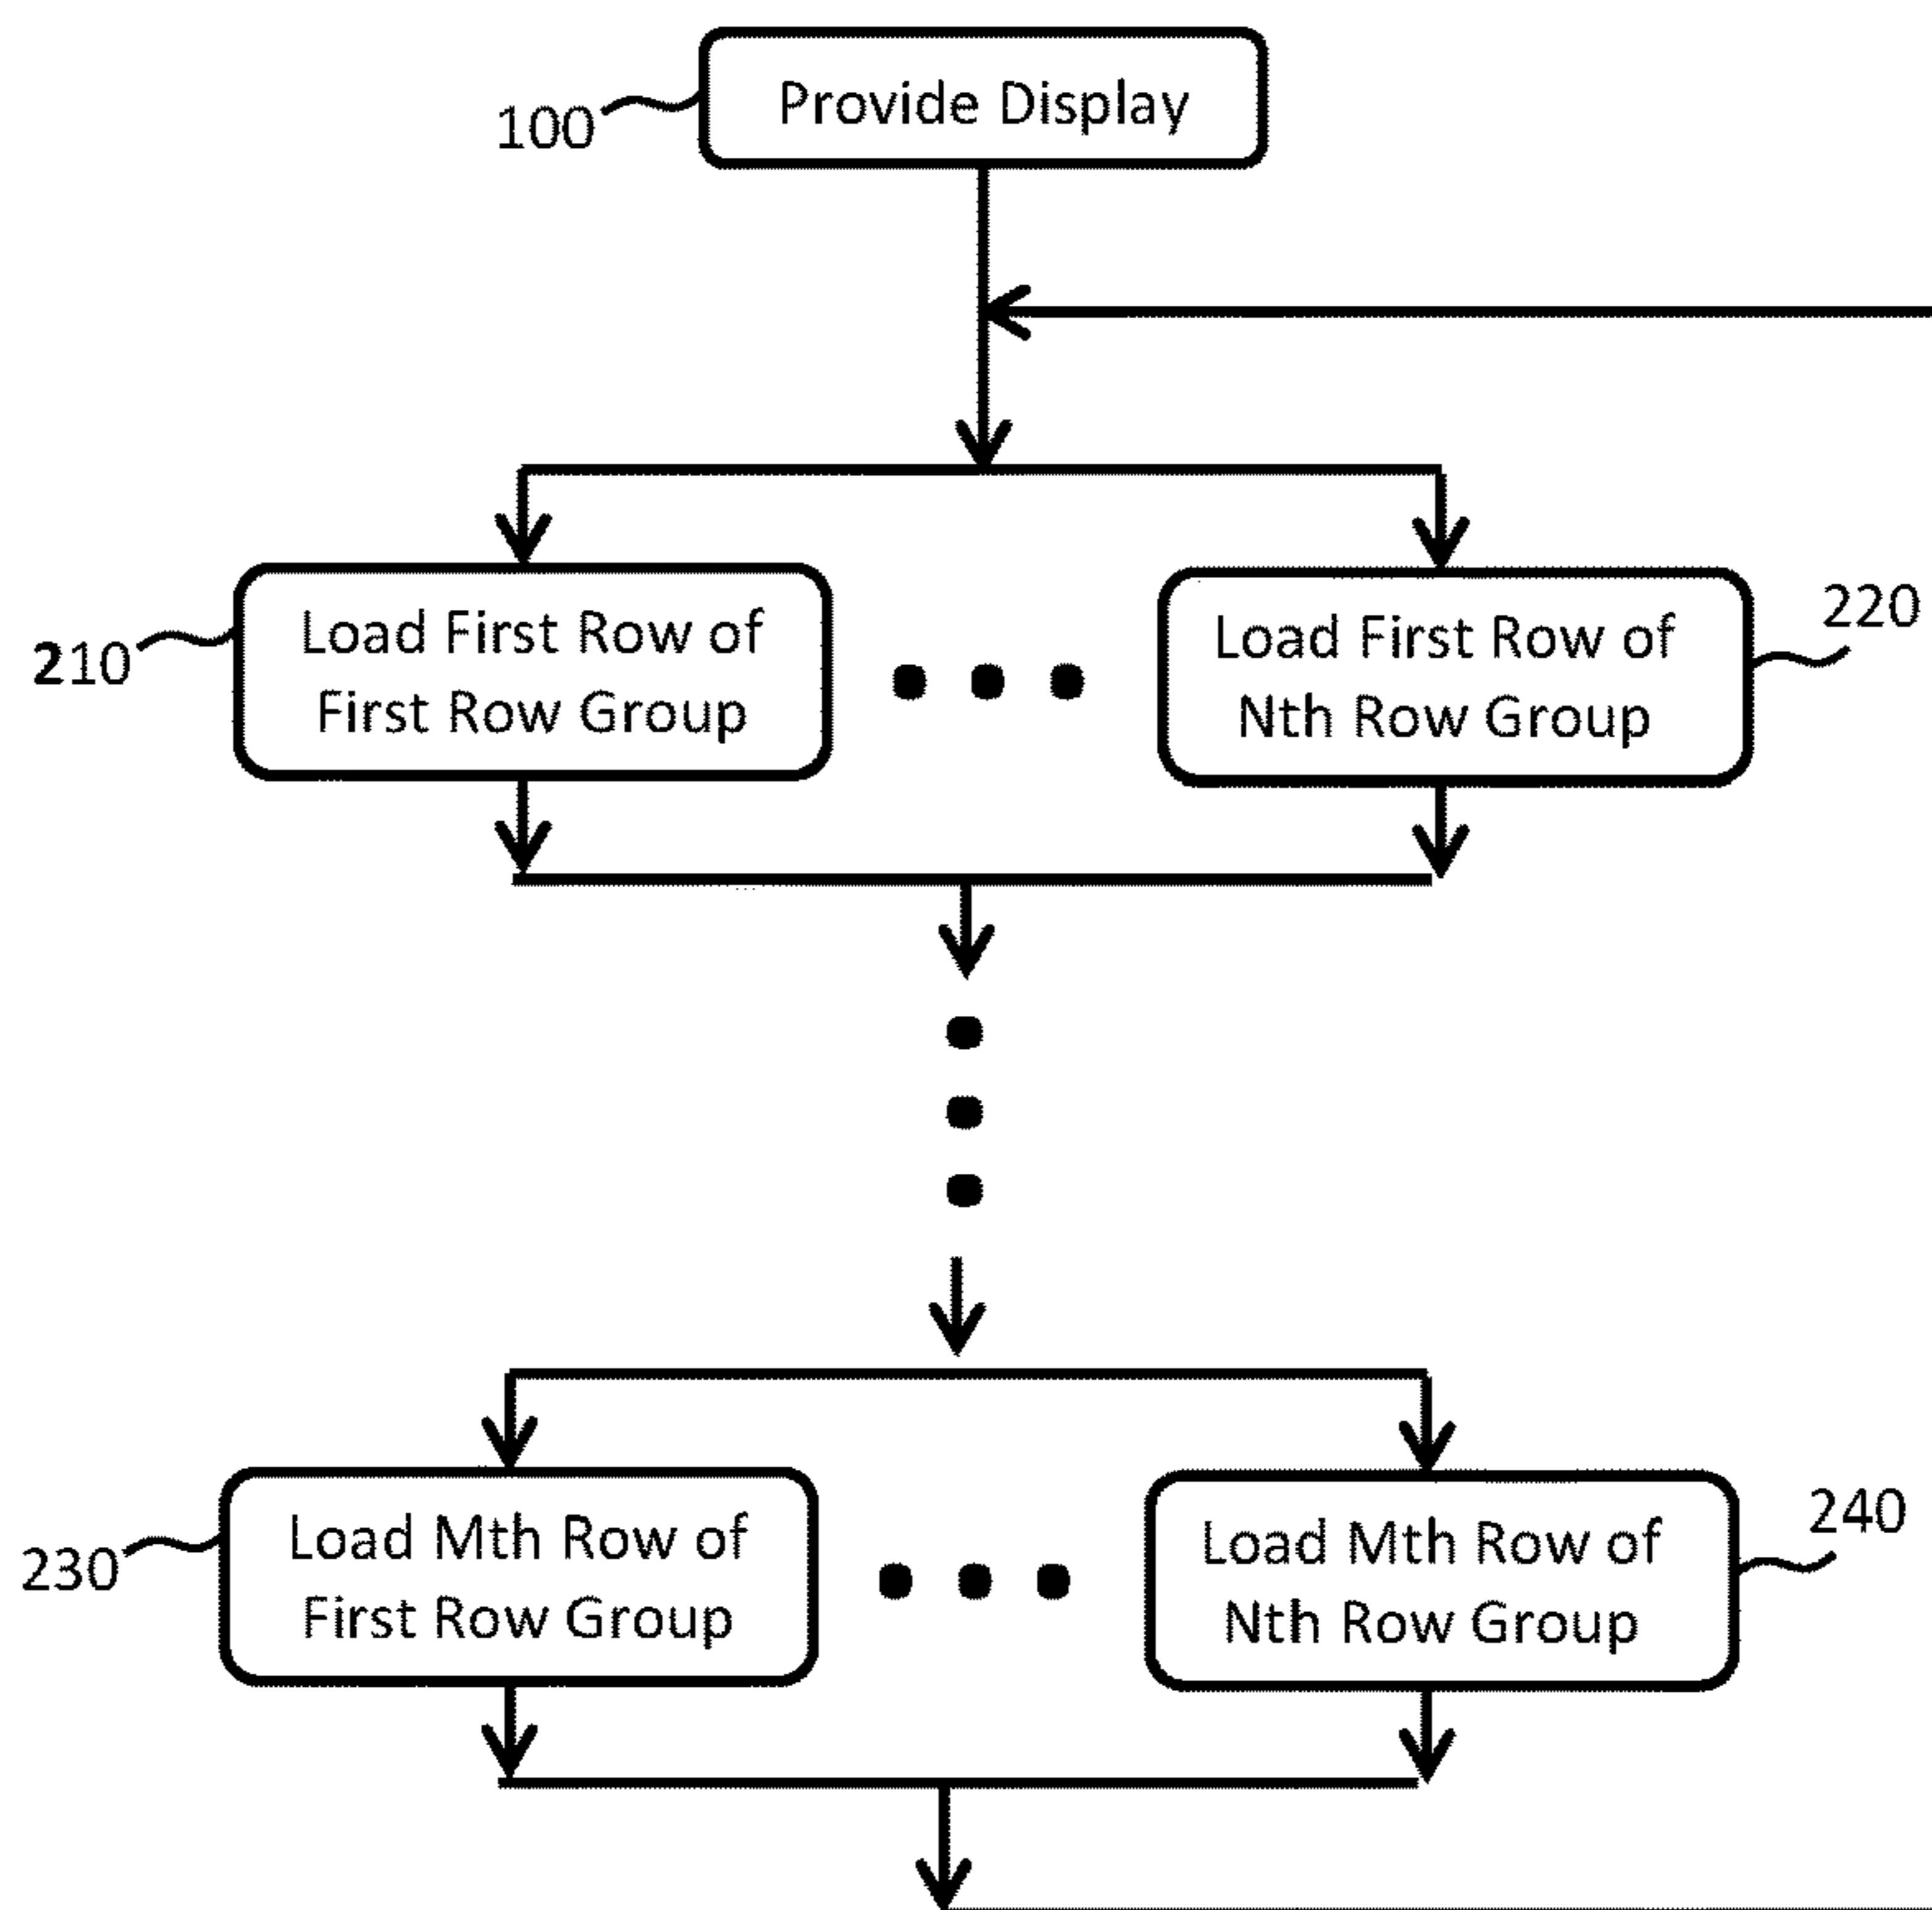 Provide Display
100
Load First Row of
First Row Group
210
Load First Row of
Nth Row Group
220
Load Mth Row of
First Row Group
230
Load Mth Row of
Nth Row Group
240